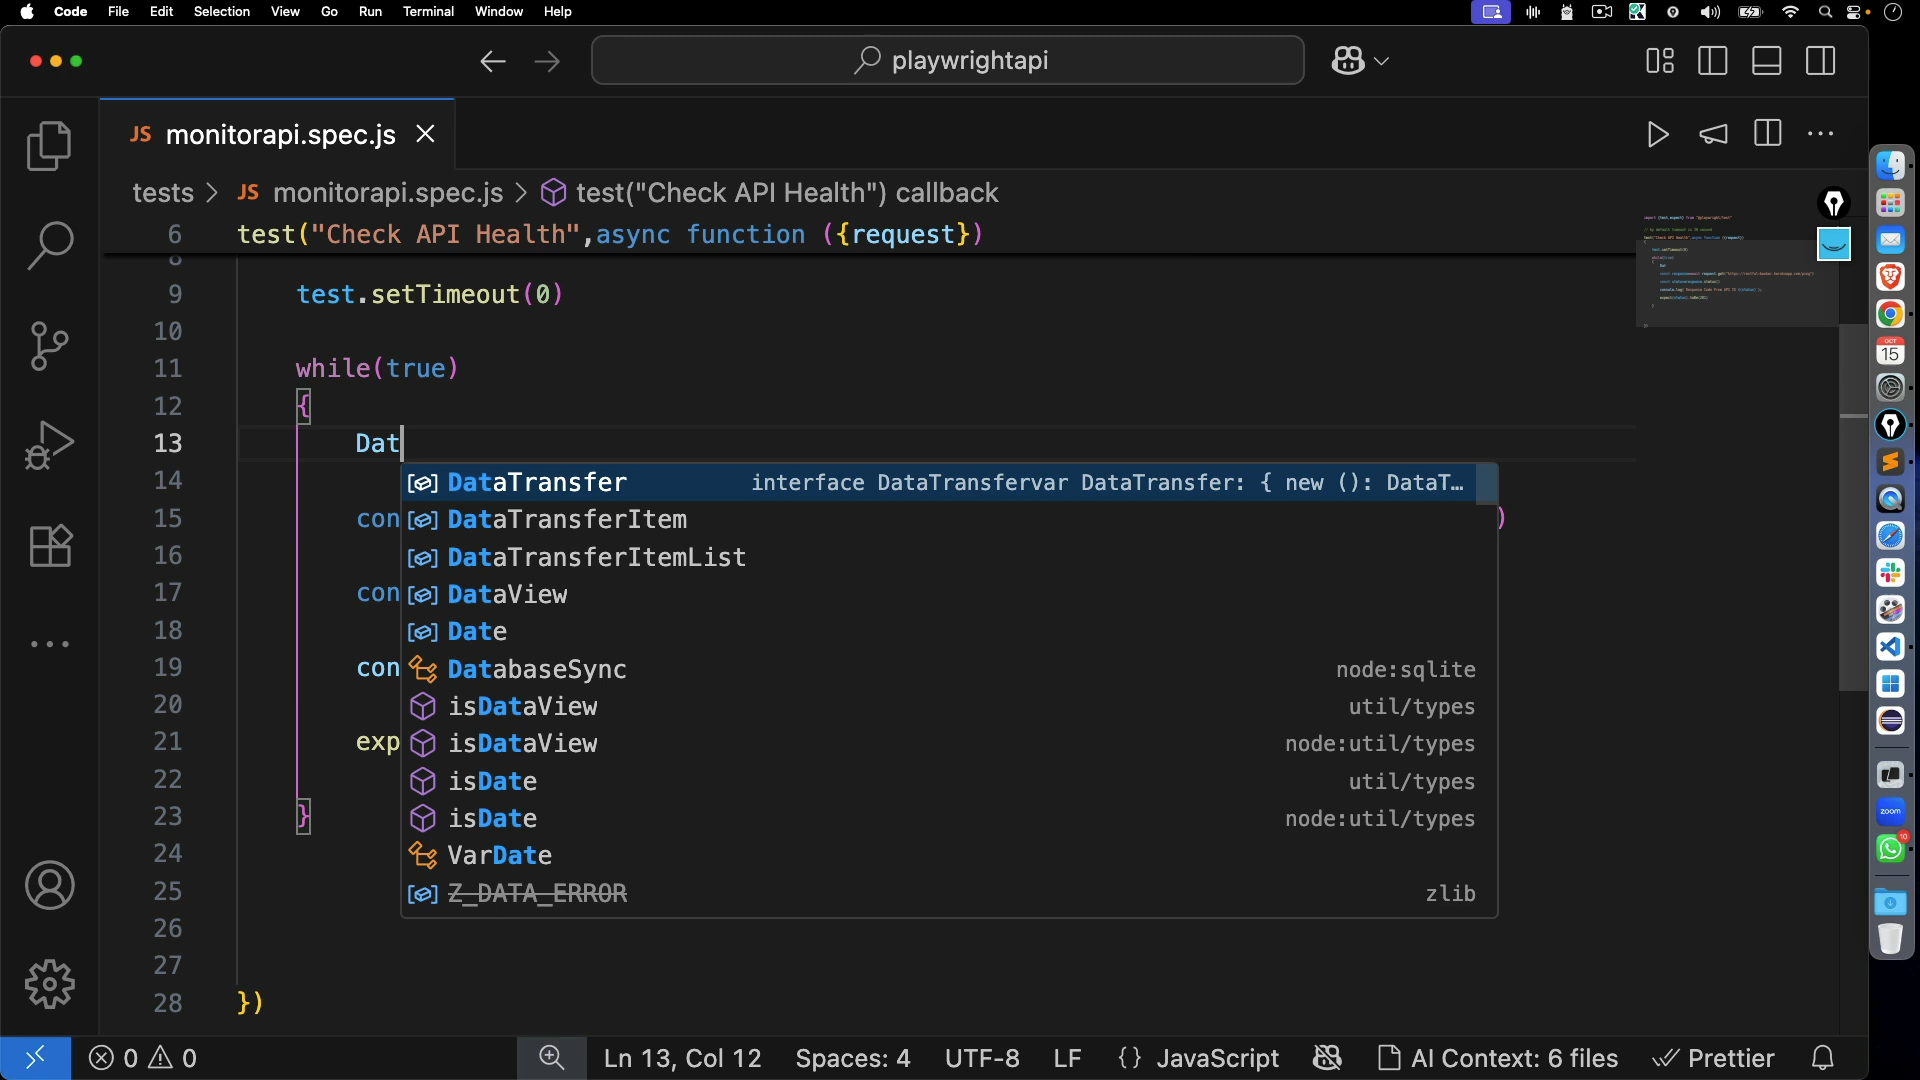 Code File Edit Selection View Go Run Terminal Window Help
playwrightapi
JS monitorapi.spec.js
tests > JS monitorapi.spec.js > test("Check API Health") callback
6 test("Check API Health",async function ({request})
8
9 test.setTimeout(0)
10
11 while(true)
12 {
13 Dat
14
15 con )
16
17 con
18
19 con
20
21 exp
22
23 }
24
25
26
27
28 })
DataTransfer interface DataTransfervar DataTransfer: { new (): DataT…
DataTransferItem
DataTransferItemList
DataView
Date
DatabaseSync node:sqlite
isDataView util/types
isDataView node:util/types
isDate util/types
isDate node:util/types
VarDate
Z_DATA_ERROR zlib
OCT
15
zoom
10
0 0 Ln 13, Col 12 Spaces: 4 UTF-8 LF {} JavaScript AI Context: 6 files Prettier